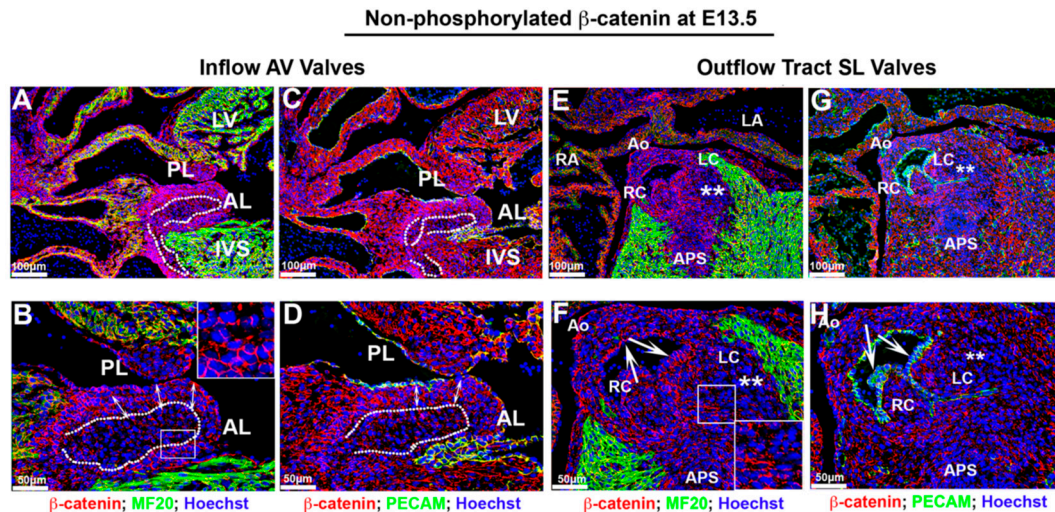 Non-phosphorylated β-catenin at E13.5
Inflow AV Valves
Outflow Tract SL Valves
A
LV
PL
AL
IVS
100μm
C
LV
PL
AL
IVS
100μm
E
LA
Ao
RA
LC
RC
**
APS
100μm
G
Ao
LC
**
RC
APS
100μm
B
PL
AL
50μm
D
PL
AL
50μm
F
Ao
LC
RC
**
APS
50μm
H
Ao
**
LC
RC
APS
50μm
β-catenin; MF20; Hoechst
β-catenin; PECAM; Hoechst
β-catenin; MF20; Hoechst
β-catenin; PECAM; Hoechst